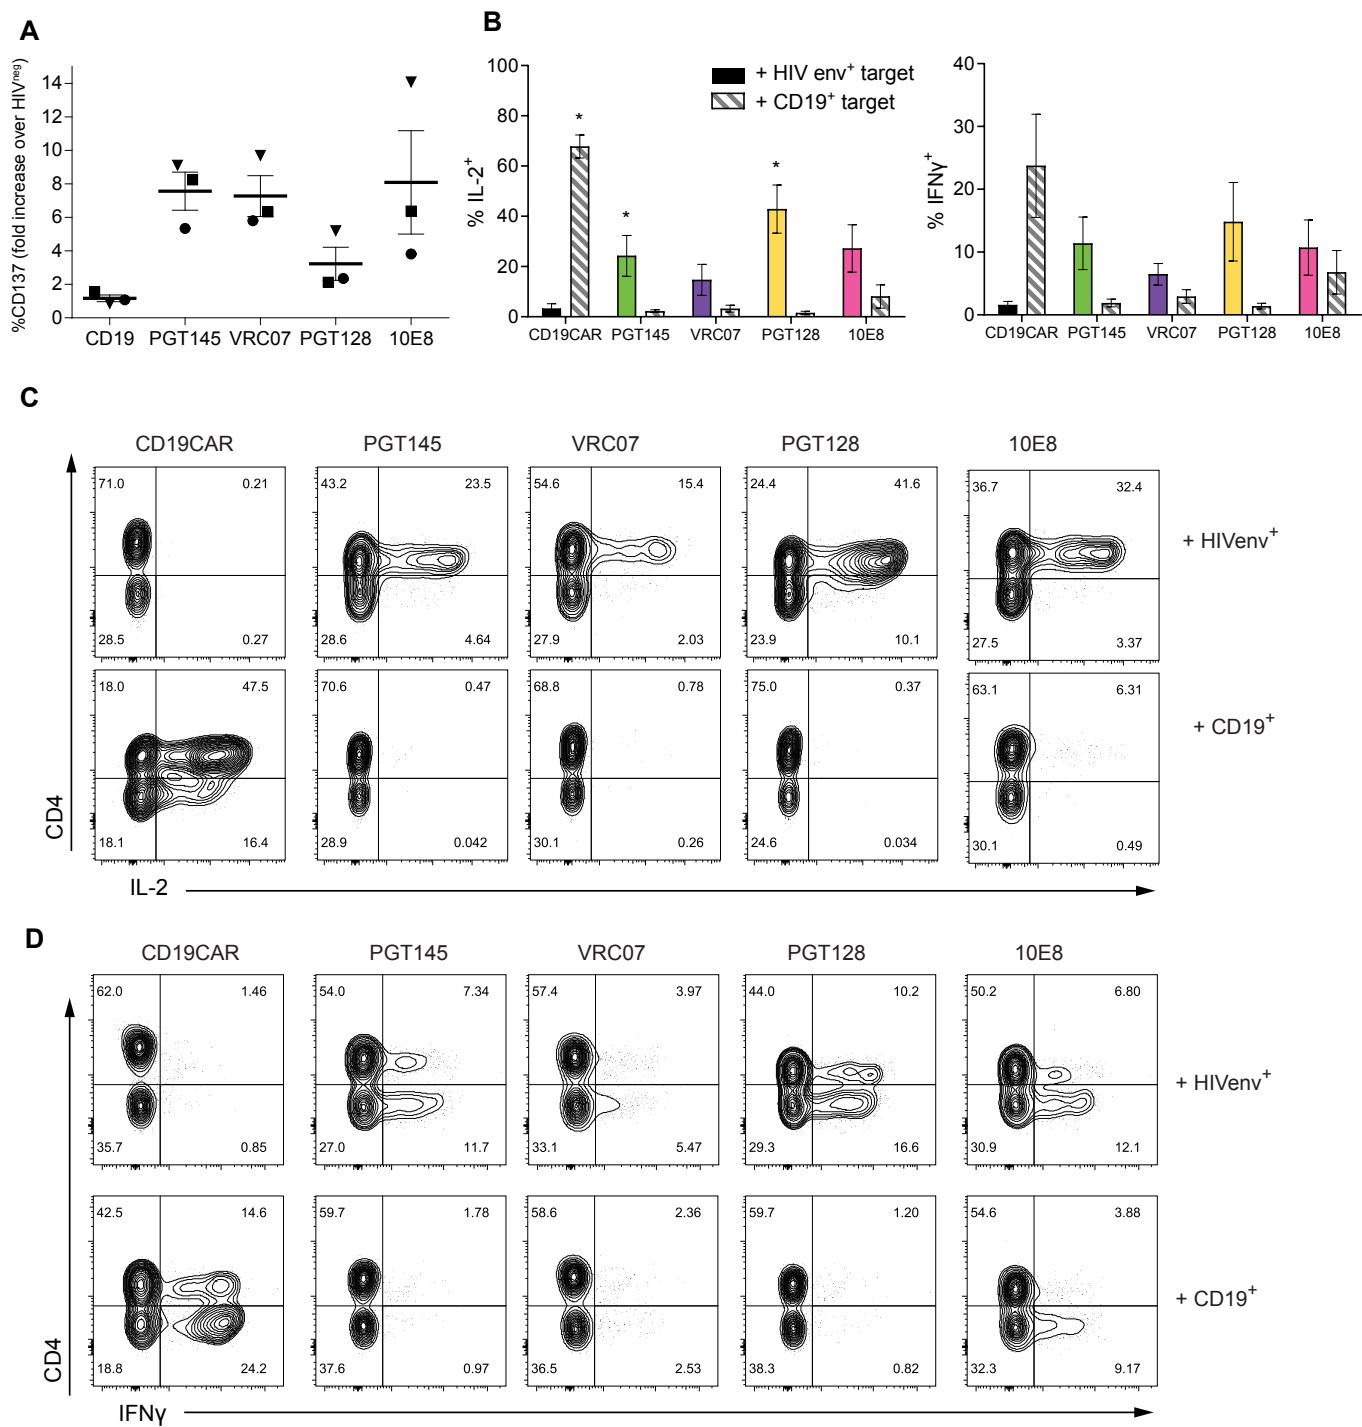 A
%CD137 (fold increase over HIVneg)
14
12
10
8
6
4
2
0
CD19 PGT145 VRC07 PGT128 10E8
B
% IL-2+
100
80
60
40
20
0
* * *
CD19CAR PGT145 VRC07 PGT128 10E8
+ HIV env+ target
+ CD19+ target
% IFNγ+
40
30
20
10
0
CD19CAR PGT145 VRC07 PGT128 10E8
C
CD19CAR PGT145 VRC07 PGT128 10E8
71.0 0.21 43.2 23.5 54.6 15.4 24.4 41.6 36.7 32.4
+ HIVenv+
28.5 0.27 28.6 4.64 27.9 2.03 23.9 10.1 27.5 3.37
18.0 47.5 70.6 0.47 68.8 0.78 75.0 0.37 63.1 6.31
+ CD19+
18.1 16.4 28.9 0.042 30.1 0.26 24.6 0.034 30.1 0.49
CD4
IL-2
D
CD19CAR PGT145 VRC07 PGT128 10E8
62.0 1.46 54.0 7.34 57.4 3.97 44.0 10.2 50.2 6.80
+ HIVenv+
35.7 0.85 27.0 11.7 33.1 5.47 29.3 16.6 30.9 12.1
42.5 14.6 59.7 1.78 58.6 2.36 59.7 1.20 54.6 3.88
+ CD19+
18.8 24.2 37.6 0.97 36.5 2.53 38.3 0.82 32.3 9.17
CD4
IFNγ